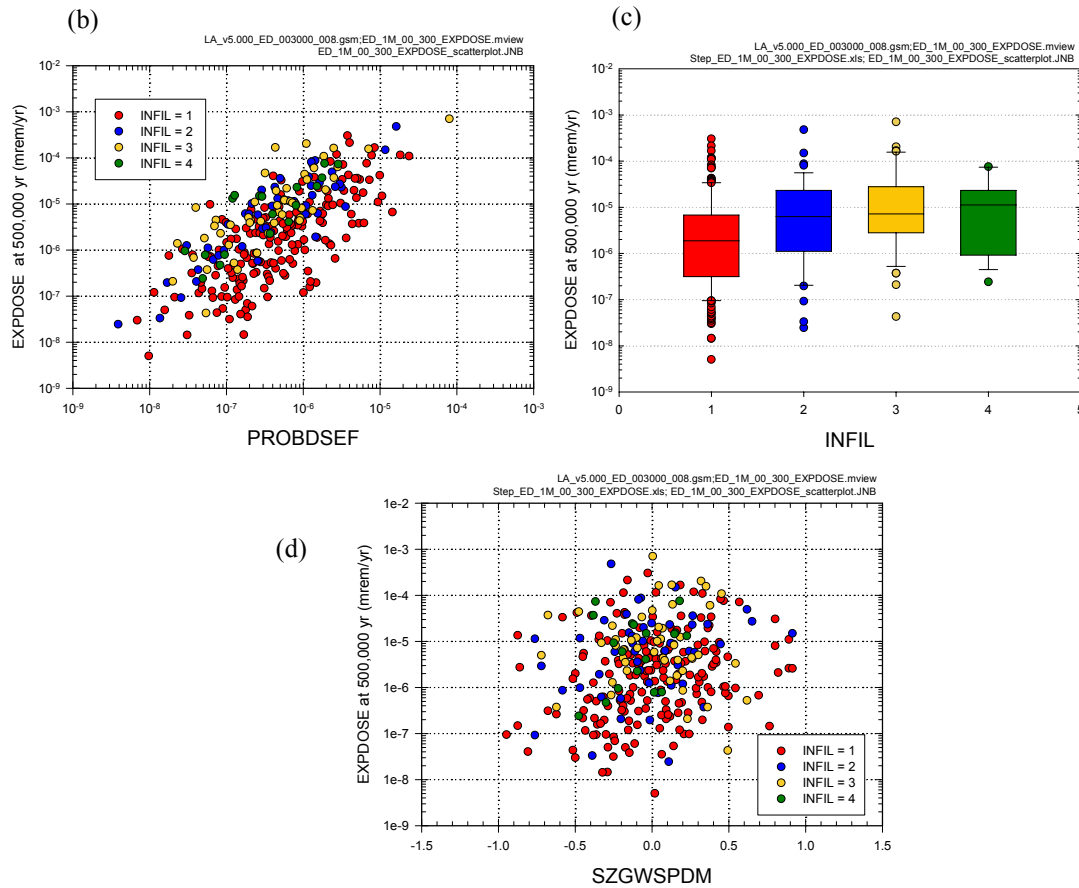 (b)
LA_v5.000_ED_003000_008.gsm;ED_1M_00_300_EXPDOSE.mview
ED_1M_00_300_EXPDOSE_scatterplot.JNB
EXPDOSE at 500,000 yr (mrem/yr)
10-2
10-3
10-4
10-5
10-6
10-7
10-8
10-9
INFIL = 1
INFIL = 2
INFIL = 3
INFIL = 4
10-9
10-8
10-7
10-6
10-5
10-4
10-3
PROBDSEF
(c)
LA_v5.000_ED_003000_008.gsm;ED_1M_00_300_EXPDOSE.mview
Step_ED_1M_00_300_EXPDOSE.xls; ED_1M_00_300_EXPDOSE_scatterplot.JNB
EXPDOSE at 500,000 yr (mrem/yr)
10-2
10-3
10-4
10-5
10-6
10-7
10-8
10-9
0
1
2
3
4
5
INFIL
(d)
LA_v5.000_ED_003000_008.gsm;ED_1M_00_300_EXPDOSE.mview
Step_ED_1M_00_300_EXPDOSE.xls; ED_1M_00_300_EXPDOSE_scatterplot.JNB
EXPDOSE at 500,000 yr (mrem/yr)
1e-2
1e-3
1e-4
1e-5
1e-6
1e-7
1e-8
1e-9
INFIL = 1
INFIL = 2
INFIL = 3
INFIL = 4
-1.5
-1.0
-0.5
0.0
0.5
1.0
1.5
SZGWSPDM